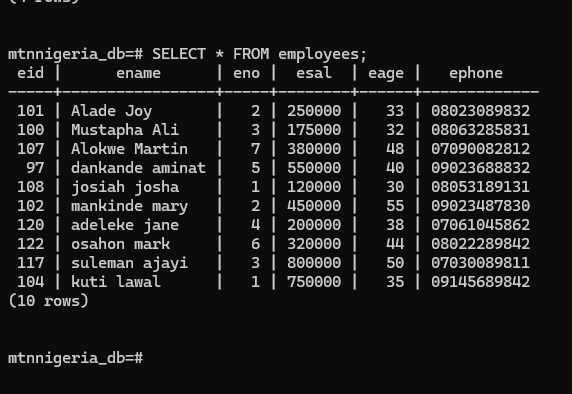 (4 rows)
mtnnigeria_db=# SELECT * FROM employees;
 eid |      ename      | eno |  esal  | eage |   ephone
-----+-----------------+-----+--------+------+-------------
 101 | Alade Joy       |   2 | 250000 |   33 | 08023089832
 100 | Mustapha Ali    |   3 | 175000 |   32 | 08063285831
 107 | Alokwe Martin   |   7 | 380000 |   48 | 07090082812
  97 | dankande aminat |   5 | 550000 |   40 | 09023688832
 108 | josiah josha    |   1 | 120000 |   30 | 08053189131
 102 | mankinde mary   |   2 | 450000 |   55 | 09023487830
 120 | adeleke jane    |   4 | 200000 |   38 | 07061045862
 122 | osahon mark     |   6 | 320000 |   44 | 08022289842
 117 | suleman ajayi   |   3 | 800000 |   50 | 07030089811
 104 | kuti lawal      |   1 | 750000 |   35 | 09145689842
(10 rows)
mtnnigeria_db=#